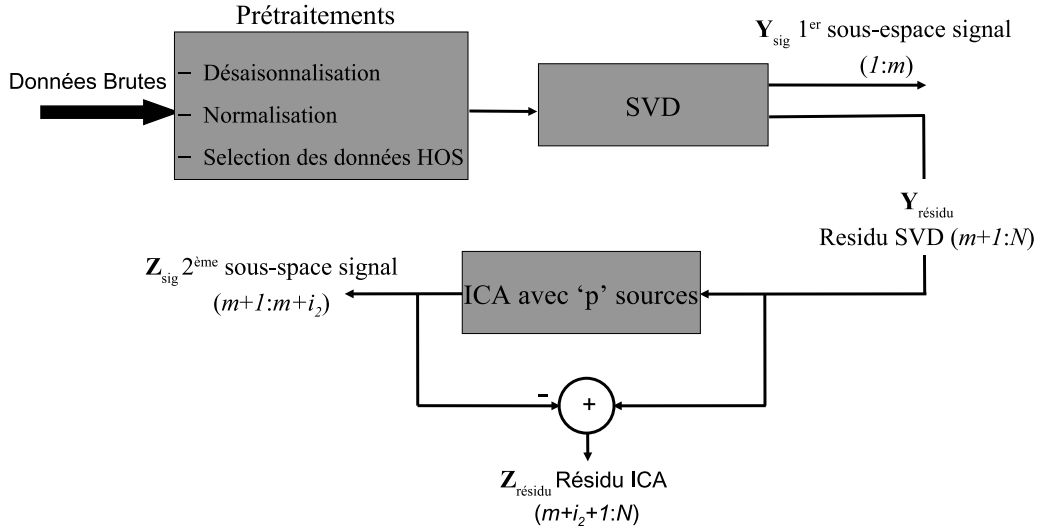 Prétraitements
Données Brutes
– Désaisonnalisation
– Normalisation
– Selection des données HOS
SVD
Y_sig 1^er sous-espace signal
(1:m)
Y_résidu
Residu SVD (m+1:N)
Z_sig 2^ème sous-space signal
(m+1:m+i_2)
ICA avec ‘p’ sources
–
+
Z_résidu Résidu ICA
(m+i_2+1:N)